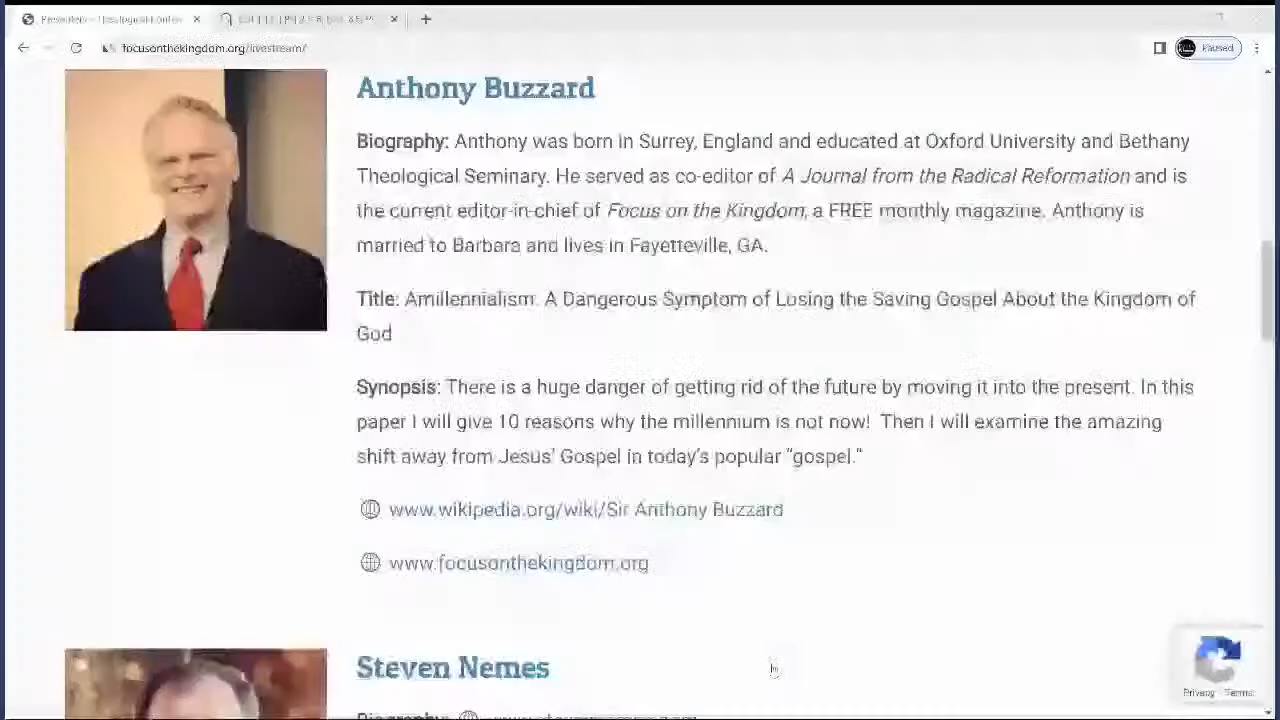 focusonthekingdom.org/livestream/
Paused
Anthony Buzzard
Biography: Anthony was born in Surrey, England and educated at Oxford University and Bethany
Theological Seminary. He served as co-editor of A Journal from the Radical Reformation and is
the current editor-in-chief of Focus on the Kingdom, a FREE monthly magazine. Anthony is
married to Barbara and lives in Fayetteville, GA.
Title: Amillennialism: A Dangerous Symptom of Losing the Saving Gospel About the Kingdom of
God
Synopsis: There is a huge danger of getting rid of the future by moving it into the present. In this
paper I will give 10 reasons why the millennium is not now! Then I will examine the amazing
shift away from Jesus' Gospel in today's popular "gospel."
www.wikipedia.org/wiki/Sir Anthony Buzzard
www.focusonthekingdom.org
Privacy - Terms
Steven Nemes
Biography: